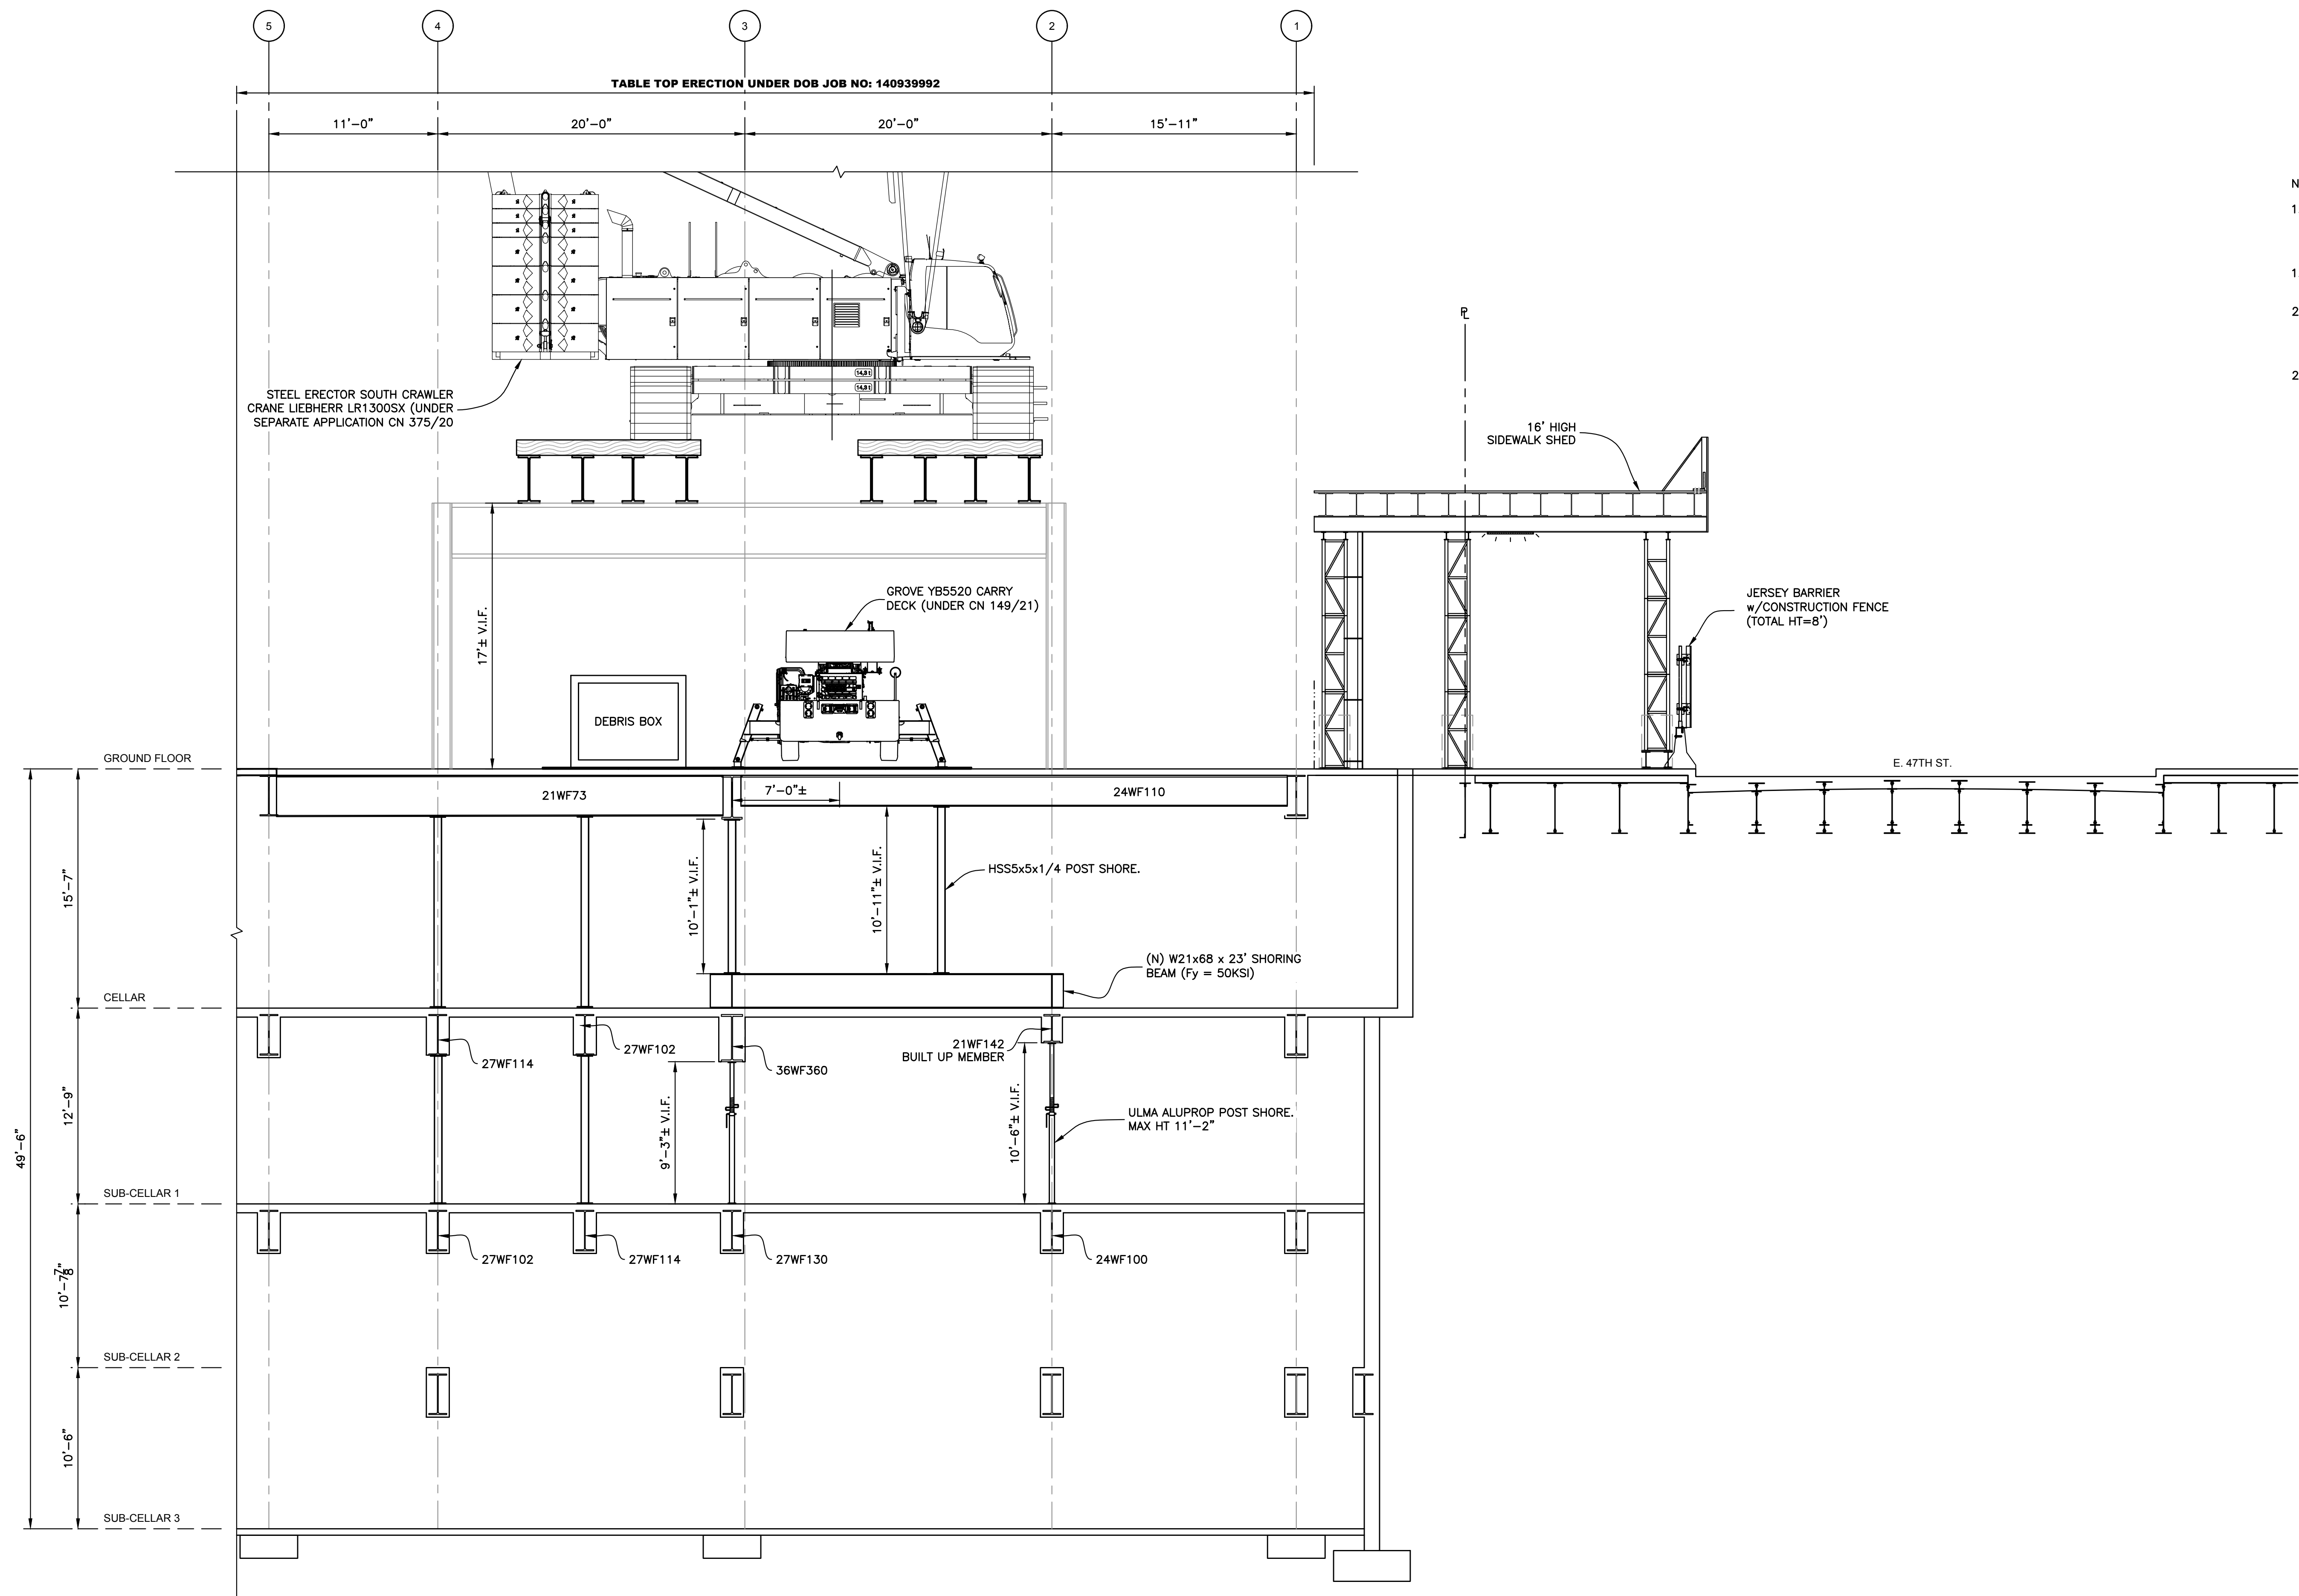 5
4
3
2
1
TABLE TOP ERECTION UNDER DOB JOB NO: 140939992
11'-0"
20'-0"
20'-0"
15'-11"
N
1.
1.
2
2
STEEL ERECTOR SOUTH CRAWLER
CRANE LIEBHERR LR1300SX (UNDER
SEPARATE APPLICATION CN 375/20
14,3 t
14,3 t
PL
16' HIGH
SIDEWALK SHED
17'± V.I.F.
GROVE YB5520 CARRY
DECK (UNDER CN 149/21)
JERSEY BARRIER
w/CONSTRUCTION FENCE
(TOTAL HT=8')
DEBRIS BOX
GROUND FLOOR
E. 47TH ST.
21WF73
7'-0"±
24WF110
15'-7"
10'-1"± V.I.F.
10'-11"± V.I.F.
HSS5x5x1/4 POST SHORE.
(N) W21x68 x 23' SHORING
BEAM (Fy = 50KSI)
CELLAR
27WF114
27WF102
36WF360
21WF142
BUILT UP MEMBER
12'-9"
49'-6"
9'-3"± V.I.F.
10'-6"± V.I.F.
ULMA ALUPROP POST SHORE.
MAX HT 11'-2"
SUB-CELLAR 1
27WF102
27WF114
27WF130
24WF100
10'-7⅞"
SUB-CELLAR 2
10'-6"
SUB-CELLAR 3